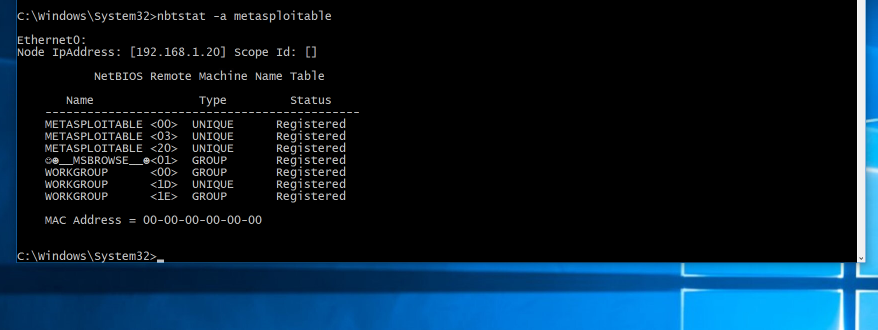 C:\Windows\System32>nbtstat -a metasploitable
Ethernet0:
Node IpAddress: [192.168.1.20] Scope Id: []
NetBIOS Remote Machine Name Table
Name Type Status
---------------------------------------------
METASPLOITABLE <00> UNIQUE Registered
METASPLOITABLE <03> UNIQUE Registered
METASPLOITABLE <20> UNIQUE Registered
☺☻__MSBROWSE__☻<01> GROUP Registered
WORKGROUP <00> GROUP Registered
WORKGROUP <1D> UNIQUE Registered
WORKGROUP <1E> GROUP Registered
MAC Address = 00-00-00-00-00-00
C:\Windows\System32>_